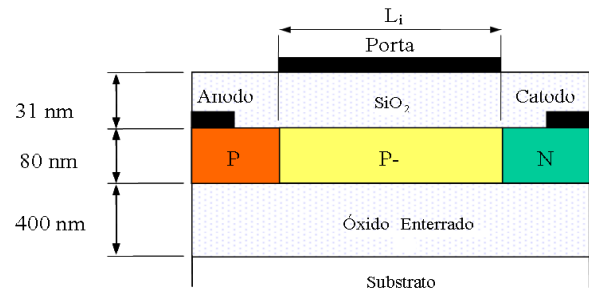 Li
Porta
31 nm
Anodo
SiO2
Catodo
80 nm
P
P-
N
400 nm
Óxido Enterrado
Substrato